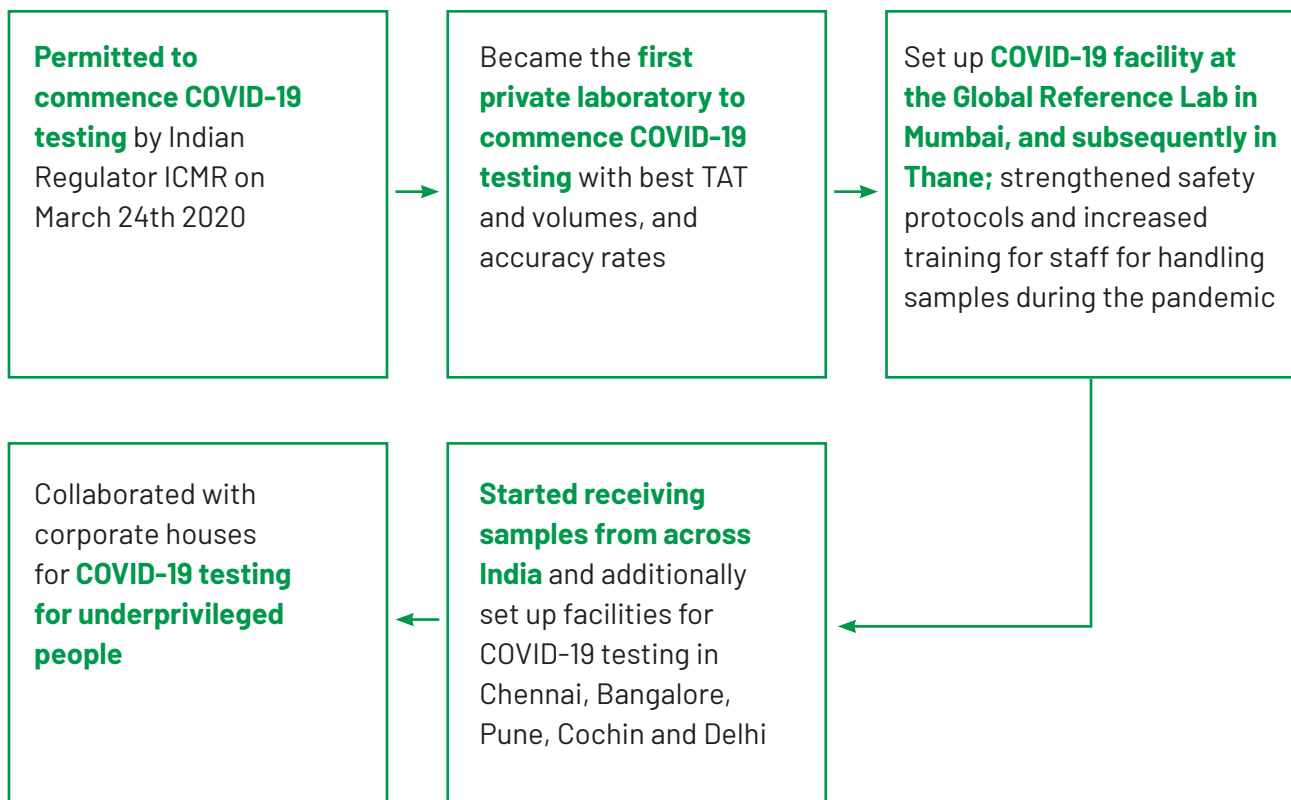 Permitted to
commence COVID-19
testing by Indian
Regulator ICMR on
March 24th 2020
Became the first
private laboratory to
commence COVID-19
testing with best TAT
and volumes, and
accuracy rates
Set up COVID-19 facility at
the Global Reference Lab in
Mumbai, and subsequently in
Thane; strengthened safety
protocols and increased
training for staff for handling
samples during the pandemic
Started receiving
samples from across
India and additionally
set up facilities for
COVID-19 testing in
Chennai, Bangalore,
Pune, Cochin and Delhi
Collaborated with
corporate houses
for COVID-19 testing
for underprivileged
people